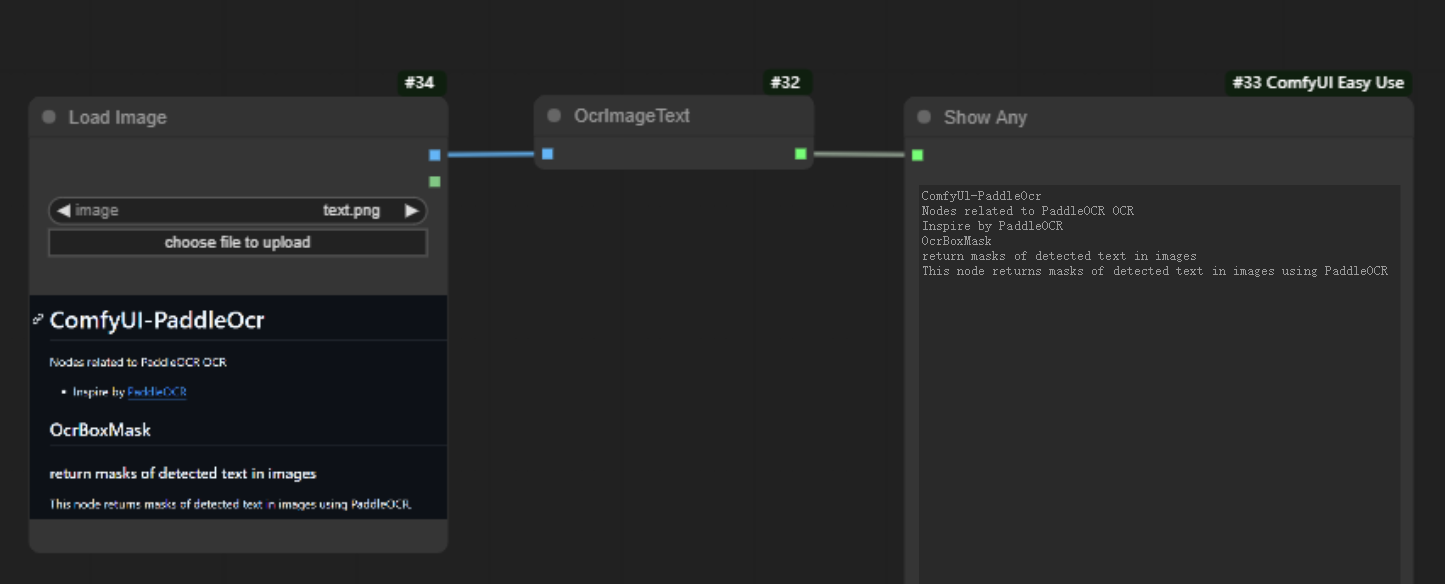 #34
Load Image
image
text.png
choose file to upload
ComfyUI-PaddleOcr
Nodes related to PaddleOCR OCR
Inspire by PaddleOCR
OcrBoxMask
return masks of detected text in images
This node returns masks of detected text in images using PaddleOCR.
#32
OcrImageText
#33 ComfyUI Easy Use
Show Any
ComfyUl-PaddleOcr
Nodes related to PaddleOCR OCR
Inspire by PaddleOCR
OcrBoxMask
return masks of detected text in images
This node returns masks of detected text in images using PaddleOCR